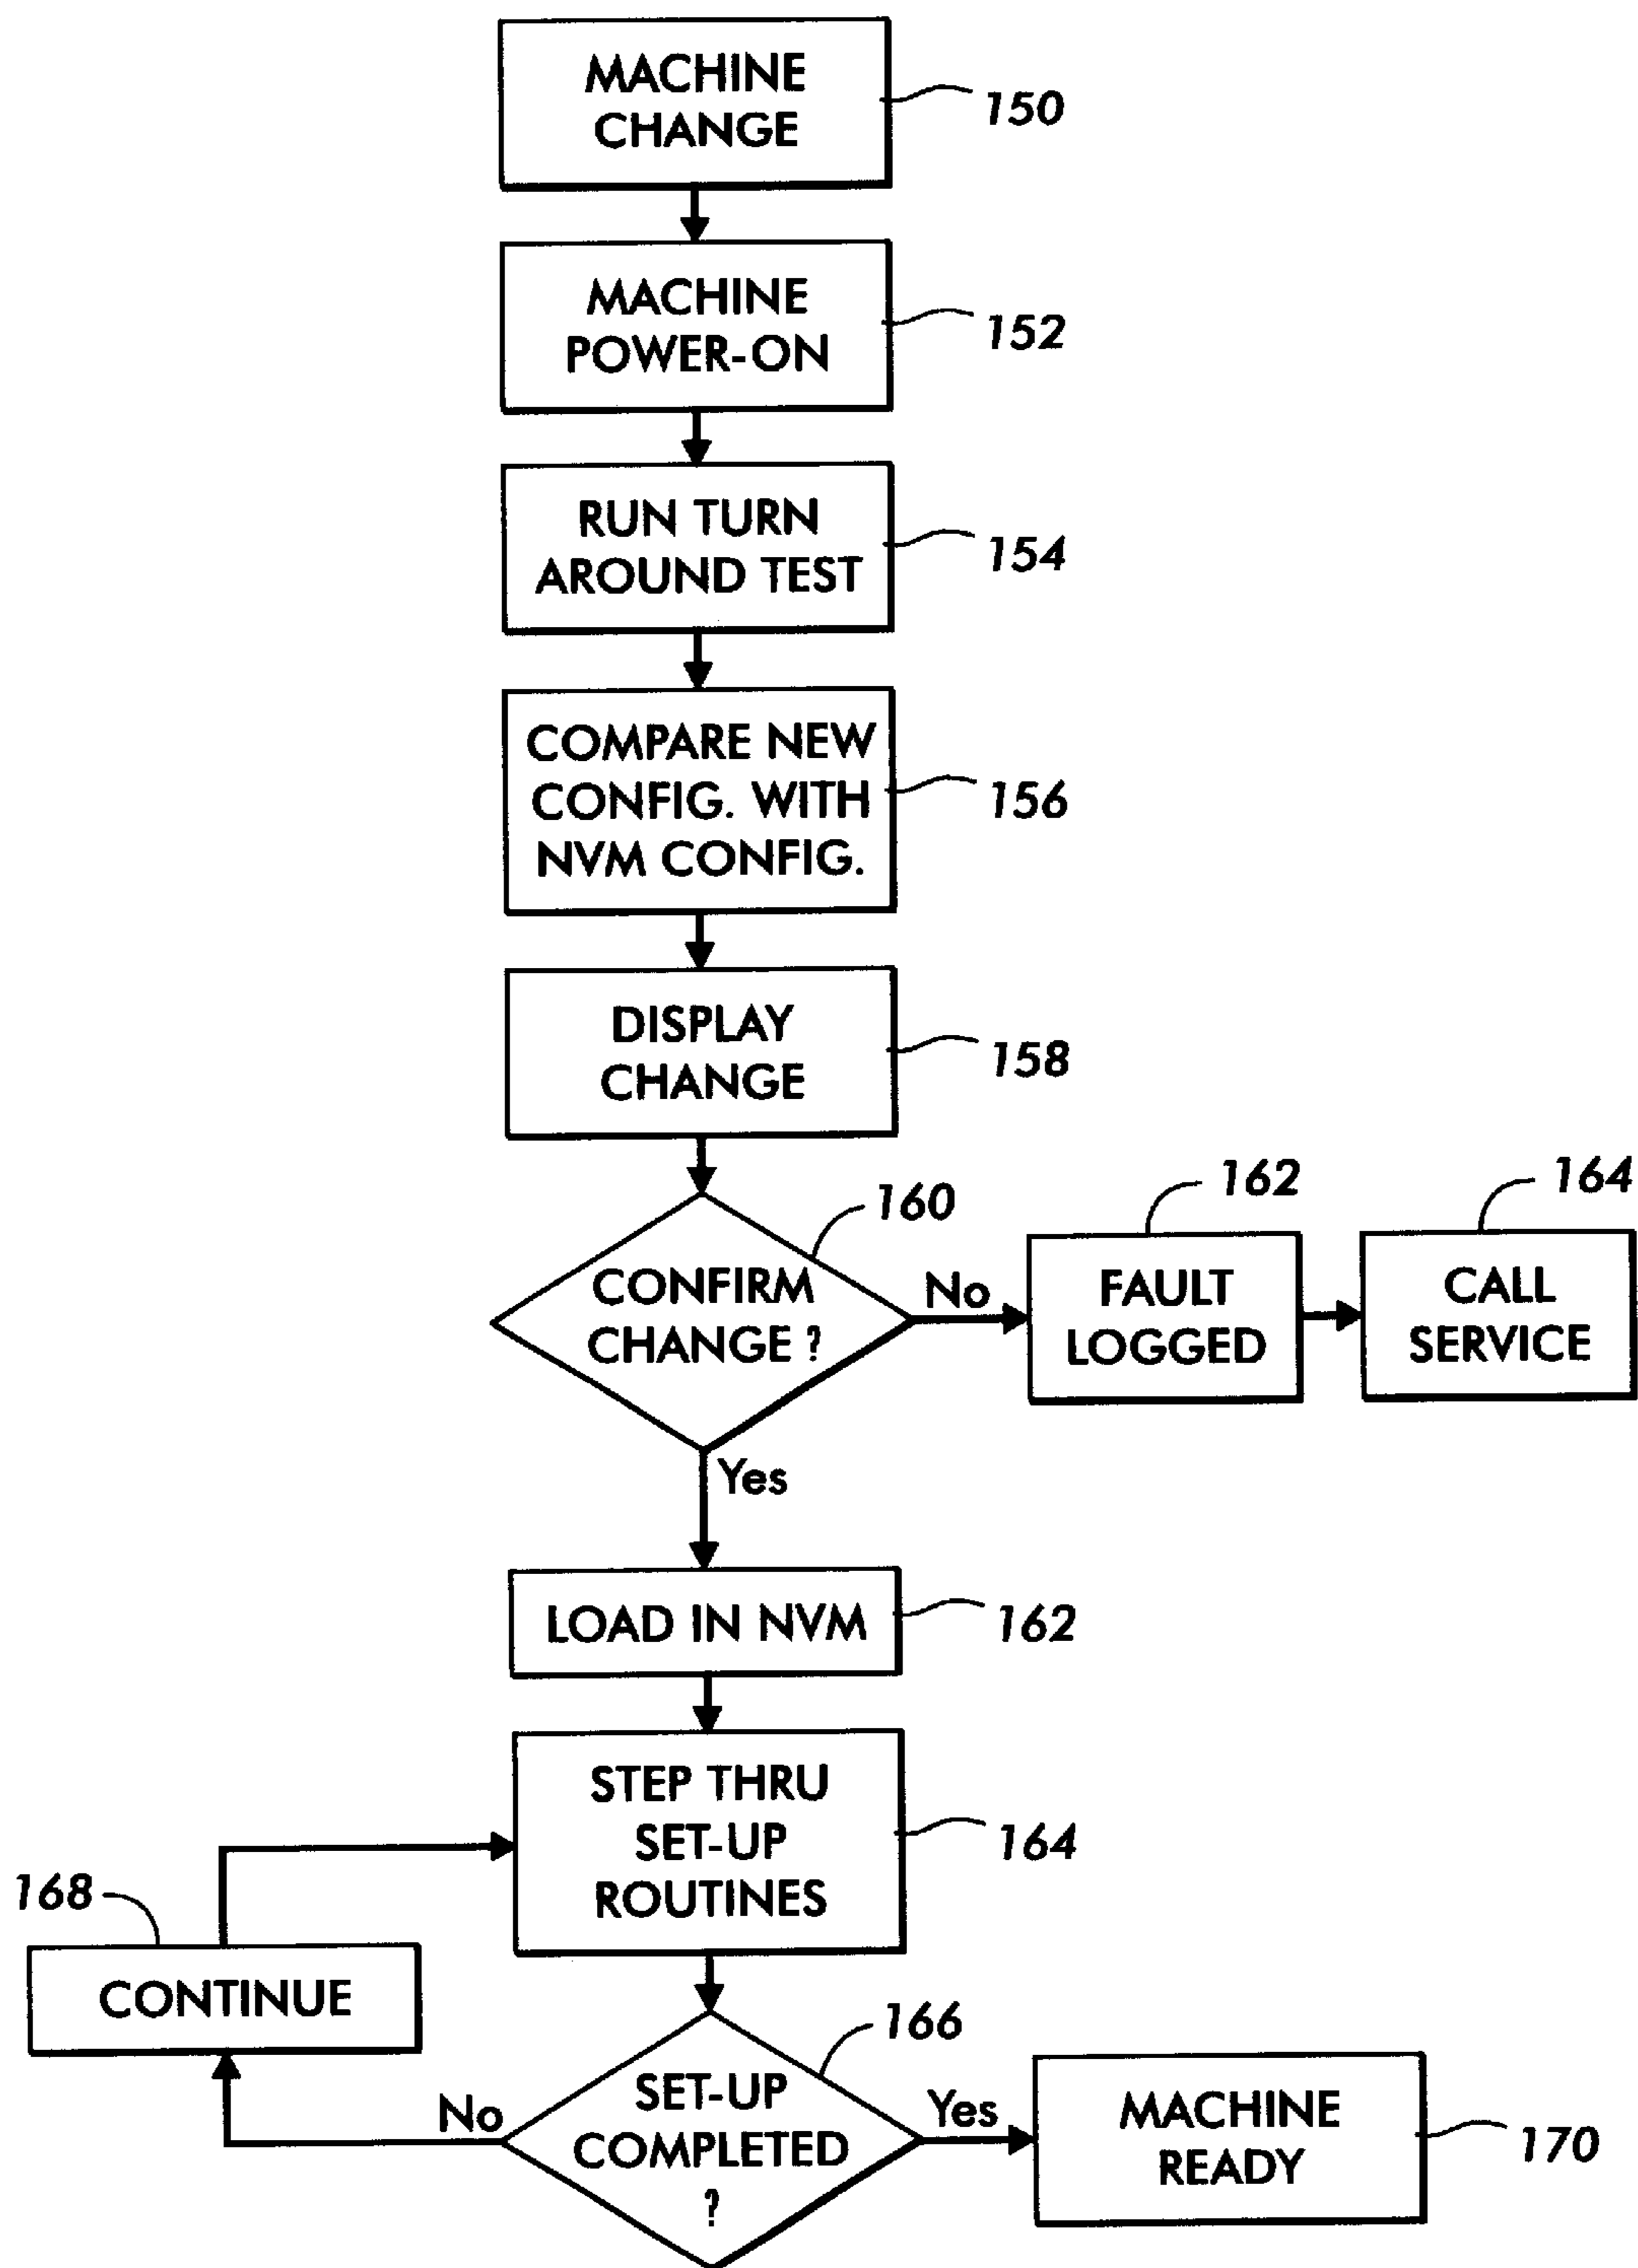 MACHINE
CHANGE
150
MACHINE
POWER-ON
152
RUN TURN
AROUND TEST
154
COMPARE NEW
CONFIG. WITH
NVM CONFIG.
156
DISPLAY
CHANGE
158
CONFIRM
CHANGE ?
160
No
FAULT
LOGGED
162
CALL
SERVICE
164
Yes
LOAD IN NVM
162
STEP THRU
SET-UP
ROUTINES
164
168
CONTINUE
No
SET-UP
COMPLETED
?
166
Yes
MACHINE
READY
170